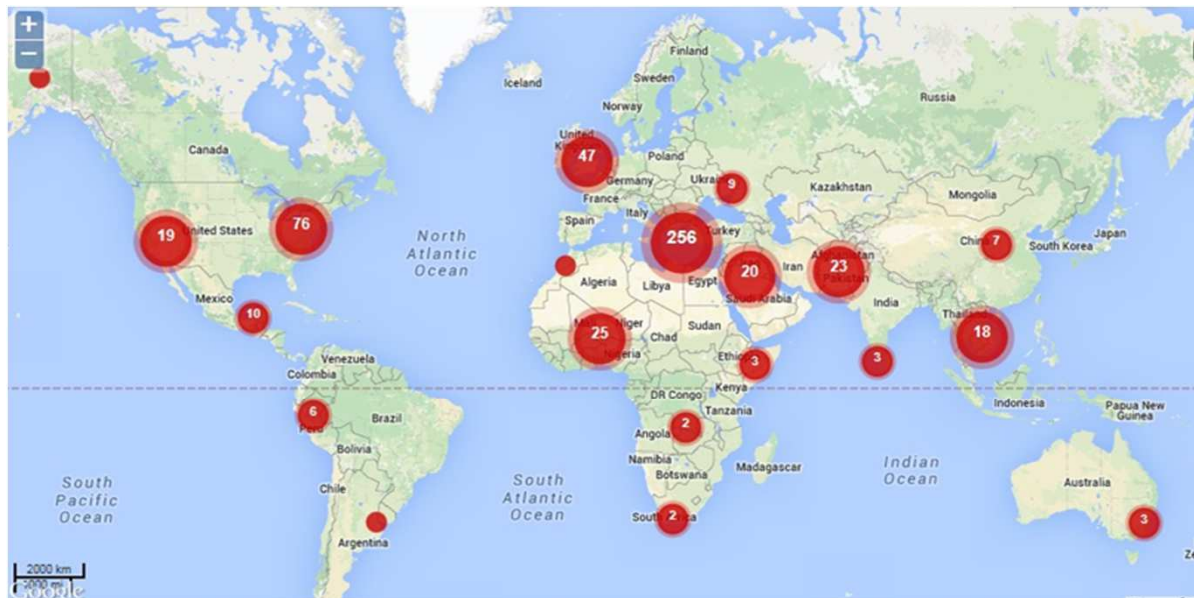 +
−
Finland
Iceland
Sweden
Russia
Norway
United
Canada
47
Poland
Germany
Ukraine
9
Kazakhstan
Mongolia
France
19
United States
76
Spain
Italy
256
Turkey
China
7
Japan
South Korea
North
Atlantic
Ocean
20
Iran
Afghanistan
23
Pakistan
Algeria
Libya
Egypt
Saudi Arabia
India
Mexico
10
25
Niger
Chad
Sudan
Thailand
18
Nigeria
Ethiopia
3
3
Venezuela
Colombia
Kenya
DR Congo
Indonesia
Papua New
Guinea
6
Peru
Brazil
2
Tanzania
Angola
Bolivia
Namibia
Botswana
Madagascar
Indian
Ocean
South
Pacific
Ocean
South
Atlantic
Ocean
Chile
Australia
South Africa
2
3
Argentina
2000 km
Google